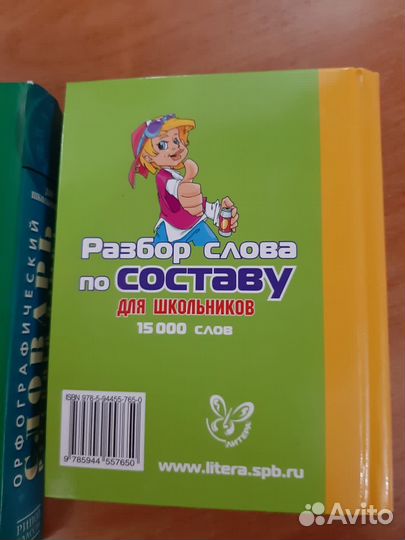 ОРФОГРАФИЧЕСКИЙ
СЛОВАРЬ
Разбор слова
по составу
для школьников
15 000 слов
ISBN 978-5-94455-765-0
9 785944 557650
ЛИТЕРА
www.litera.spb.ru
Avito